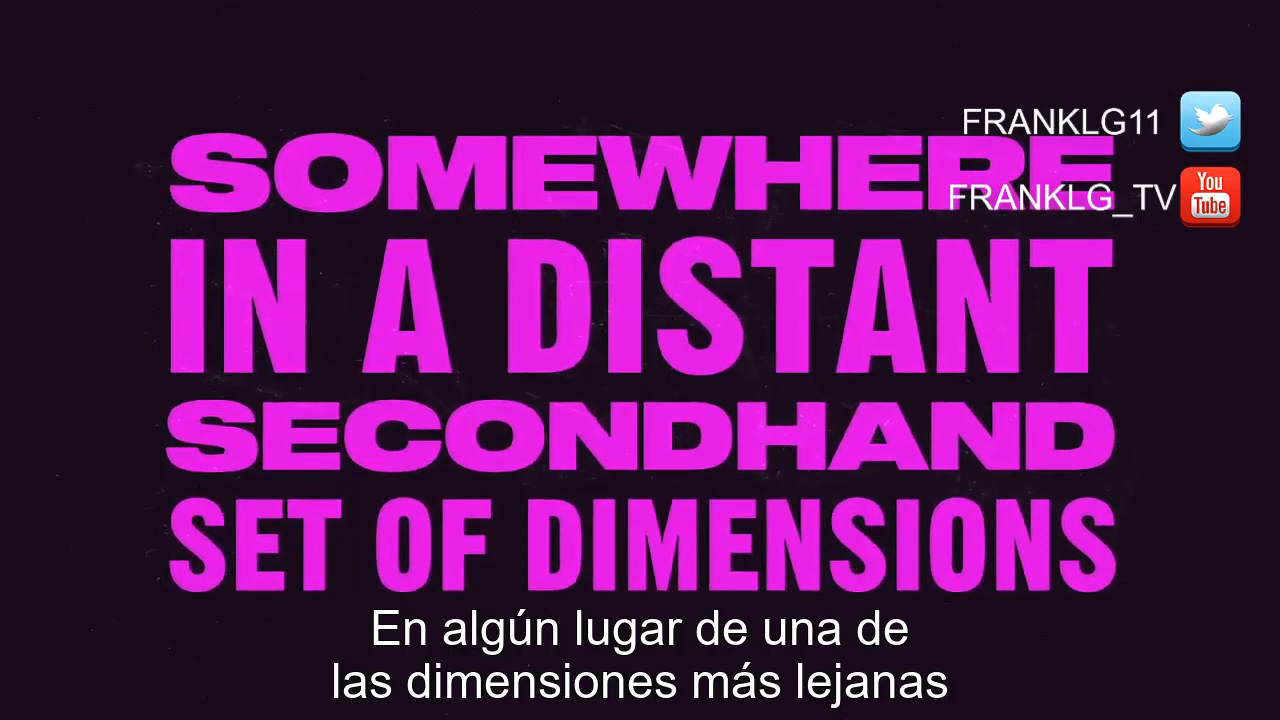 FRANKLG11
SOMEWHERE
FRANKLG_TV
You
Tube
IN A DISTANT
SECONDHAND
SET OF DIMENSIONS
En algún lugar de una de
las dimensiones más lejanas